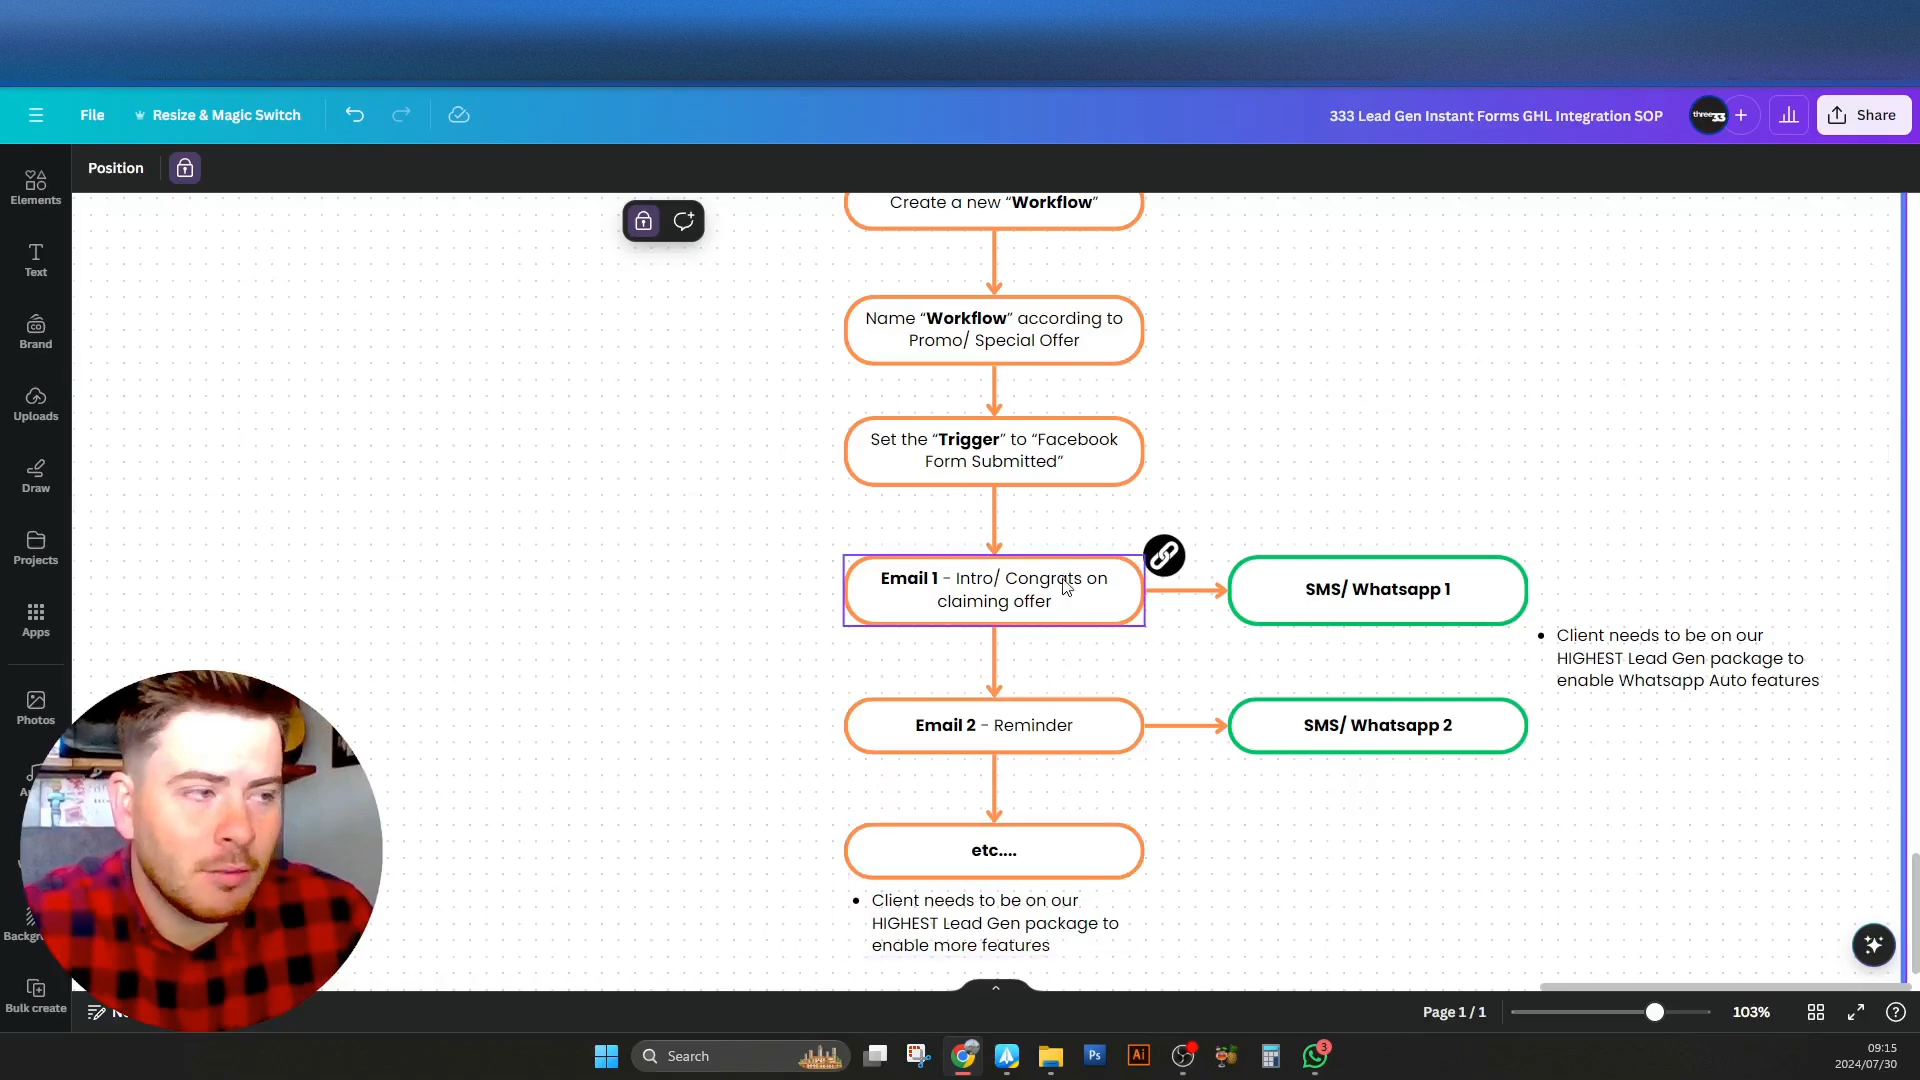 File
Resize & Magic Switch
333 Lead Gen Instant Forms GHL Integration SOP
three33
Share
Position
Elements
Text
Brand
Uploads
Draw
Projects
Apps
Photos
Backgr
Bulk create
Create a new “Workflow”
Name “Workflow” according to
Promo/ Special Offer
Set the “Trigger” to “Facebook
Form Submitted”
Email 1 - Intro/ Congrats on
claiming offer
SMS/ Whatsapp 1
• Client needs to be on our
HIGHEST Lead Gen package to
enable Whatsapp Auto features
Email 2 - Reminder
SMS/ Whatsapp 2
etc....
• Client needs to be on our
HIGHEST Lead Gen package to
enable more features
Page 1 / 1
103%
Search
Ps
Ai
3
09:15
2024/07/30